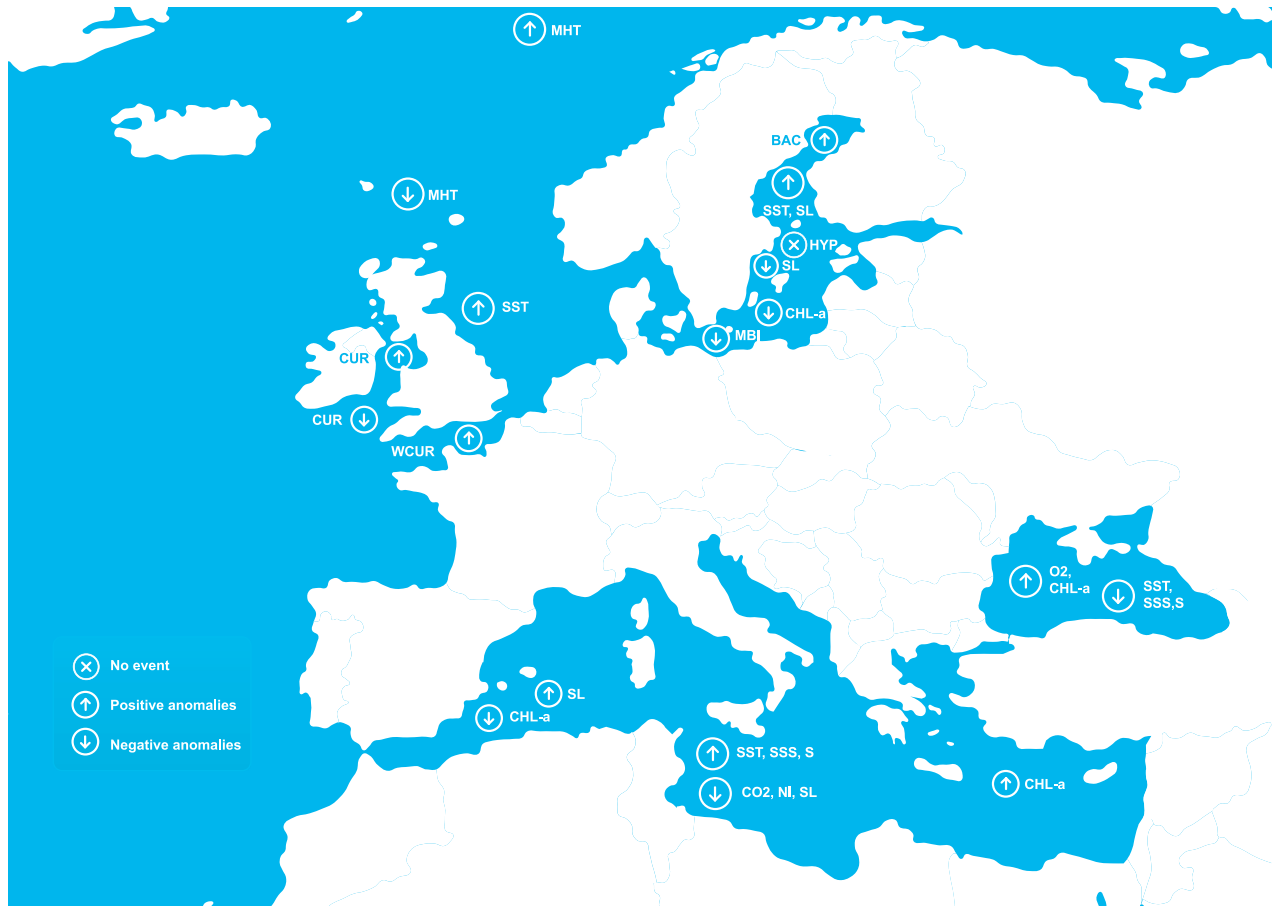 MHT
BAC
MHT
SST, SL
HYP
SL
SST
CHL-a
MBI
CUR
CUR
WCUR
O2,
CHL-a
SST,
SSS,S
No event
Positive anomalies
Negative anomalies
SL
CHL-a
SST, SSS, S
CO2, NI, SL
CHL-a